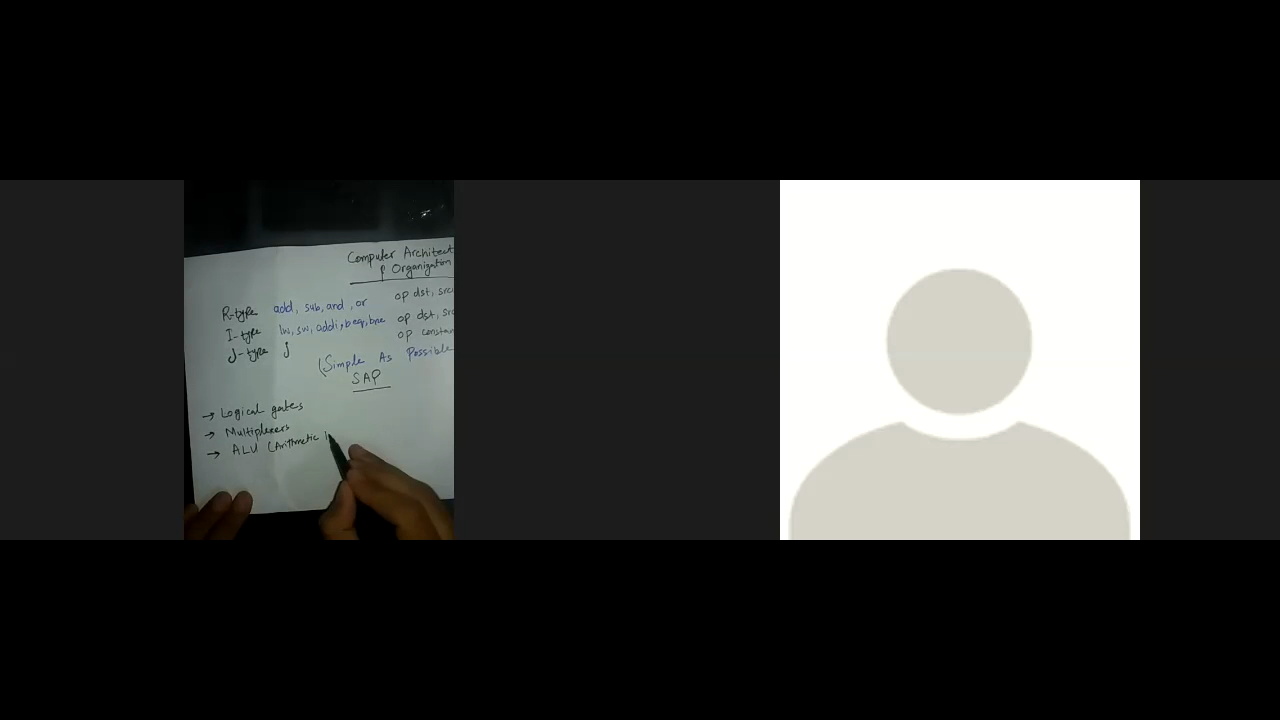 Computer Architect
& Organization
R-type add, sub, and, or op dst, src
I-type lw, sw, addi, beq, bne op dst, src
J-type j op constan
(Simple As Possible
SAP
→ Logical gates
→ Multiplexers
→ ALU (Arithmetic l